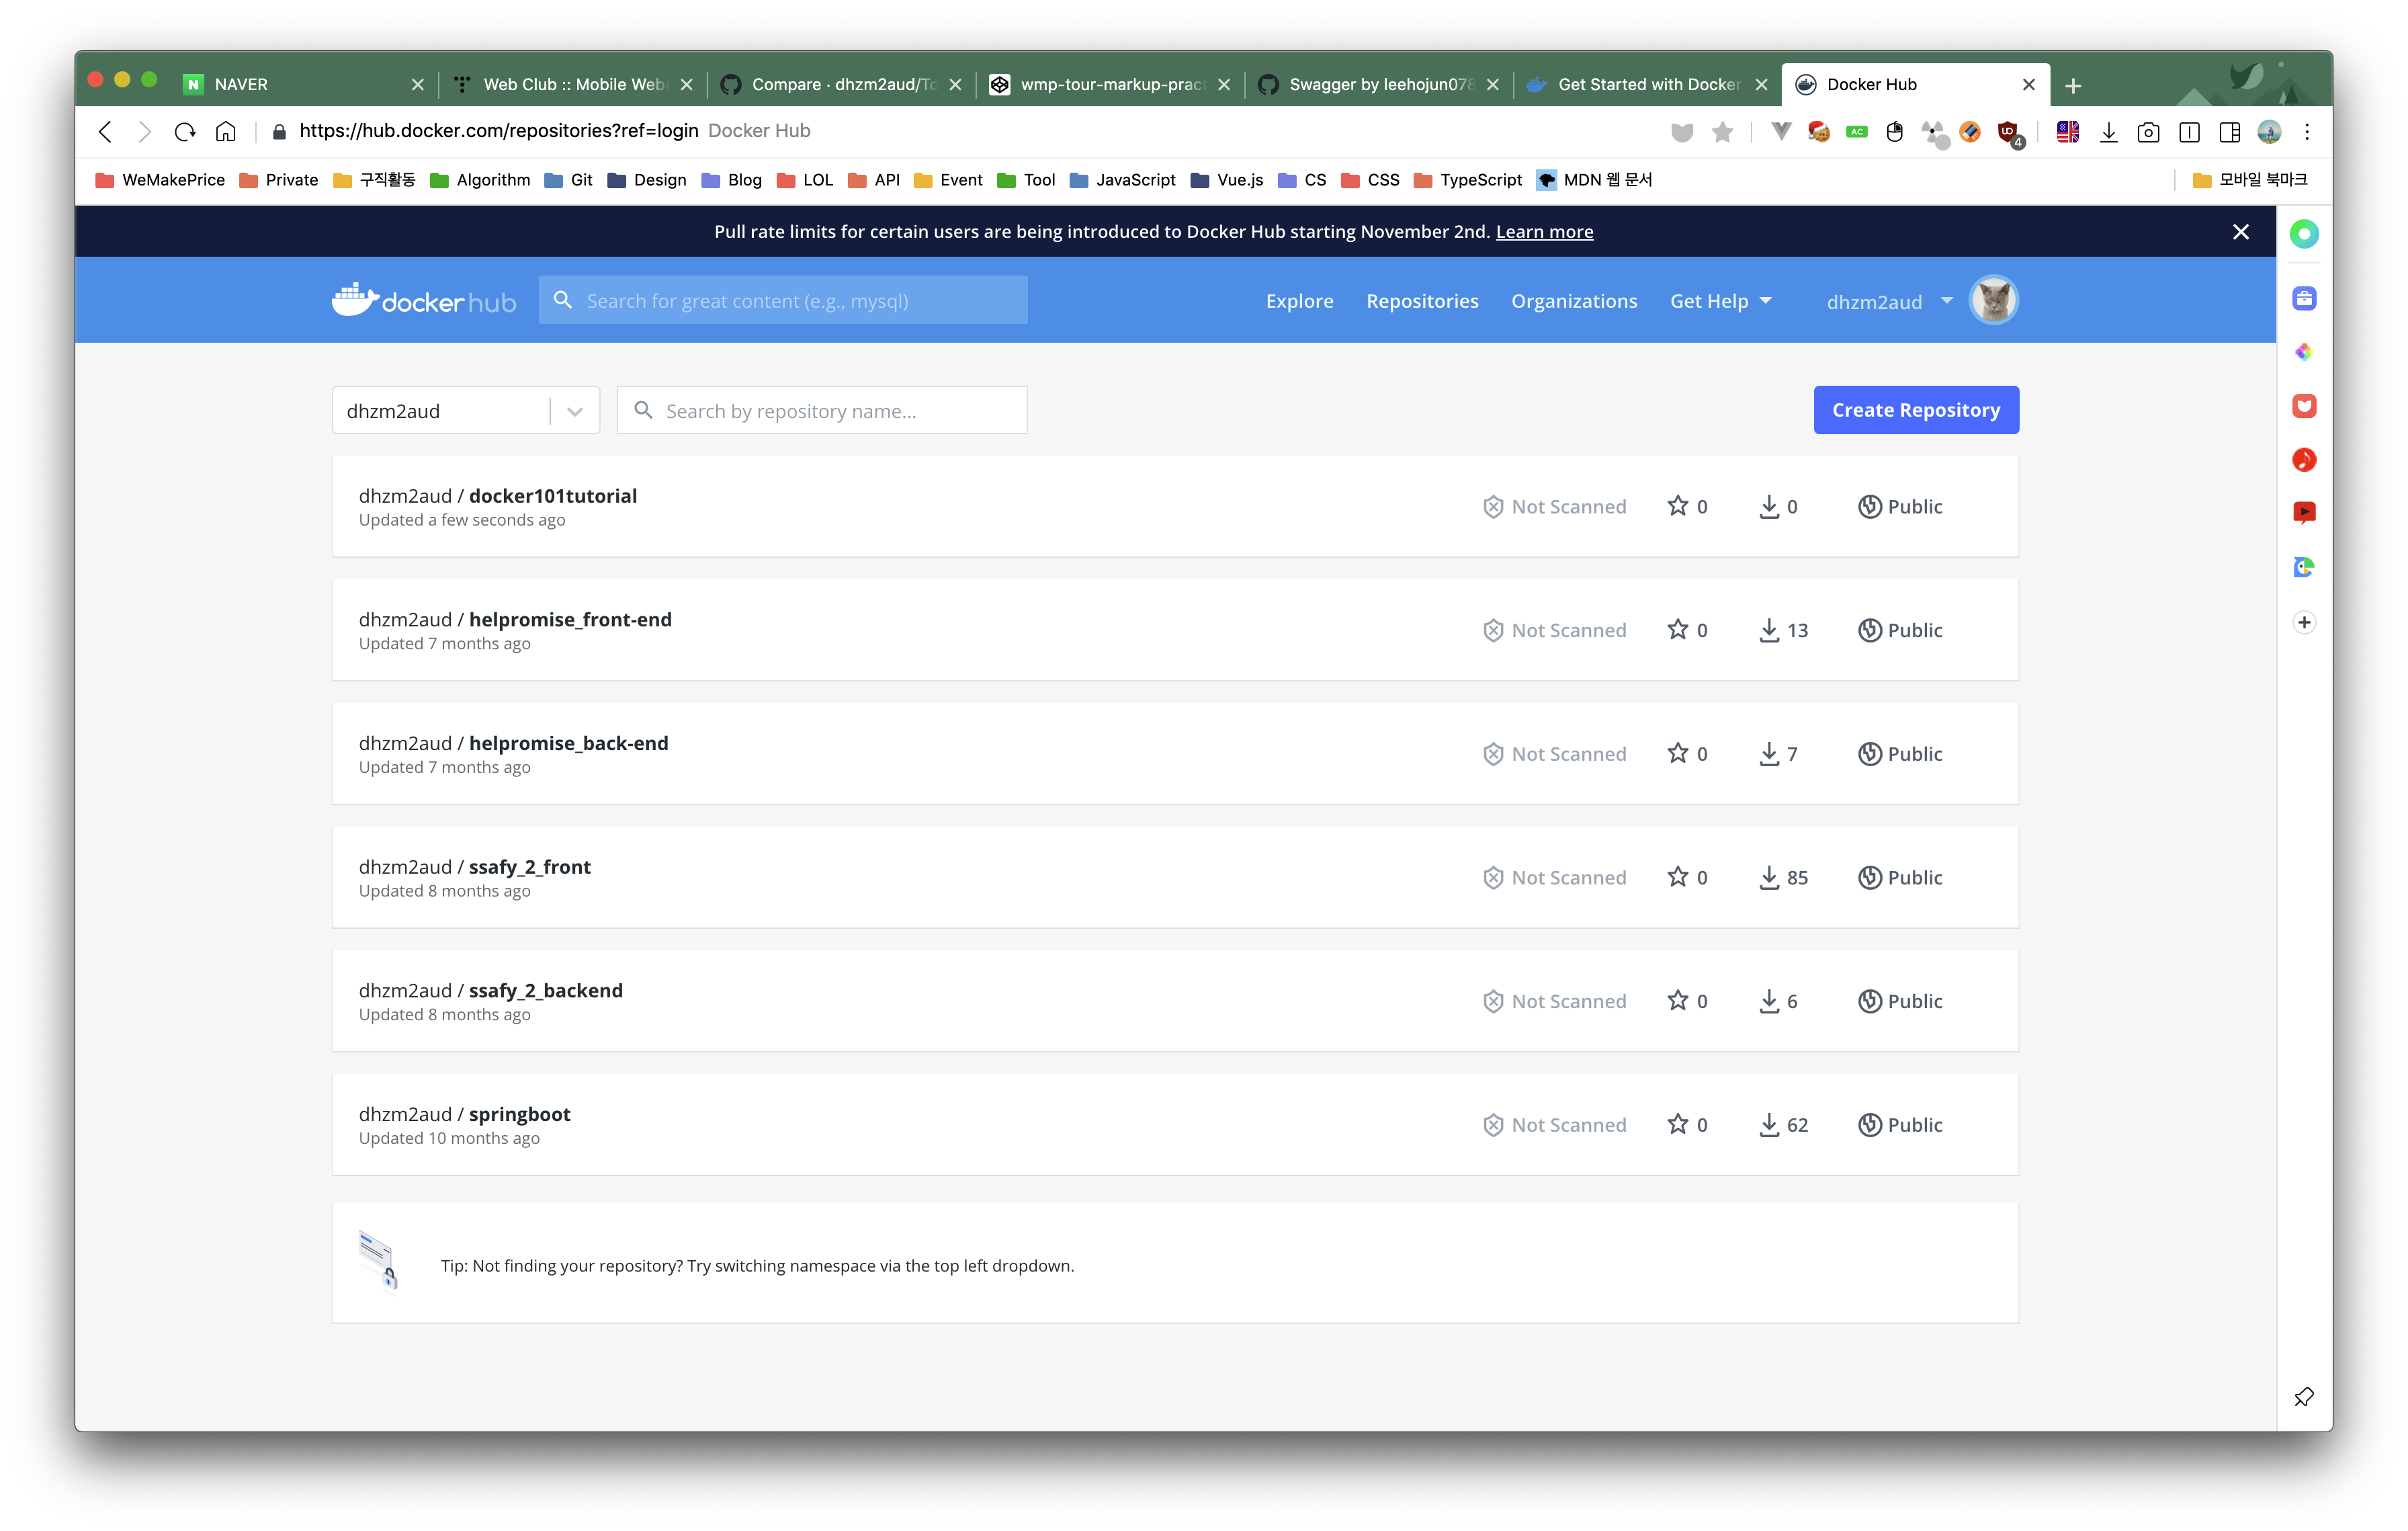 NAVER
Web Club :: Mobile Web
Compare · dhzm2aud/To
wmp-tour-markup-pract
Swagger by leehojun078
Get Started with Docker
Docker Hub
https://hub.docker.com/repositories?ref=login Docker Hub
AC
4
WeMakePrice Private 구직활동 Algorithm Git Design Blog LOL API Event Tool JavaScript Vue.js CS CSS TypeScript MDN 웹 문서 모바일 북마크
Pull rate limits for certain users are being introduced to Docker Hub starting November 2nd. Learn more
docker hub
Search for great content (e.g., mysql)
Explore Repositories Organizations Get Help dhzm2aud
dhzm2aud
Search by repository name...
Create Repository
dhzm2aud / docker101tutorial
Updated a few seconds ago
Not Scanned 0 0 Public
dhzm2aud / helpromise_front-end
Updated 7 months ago
Not Scanned 0 13 Public
dhzm2aud / helpromise_back-end
Updated 7 months ago
Not Scanned 0 7 Public
dhzm2aud / ssafy_2_front
Updated 8 months ago
Not Scanned 0 85 Public
dhzm2aud / ssafy_2_backend
Updated 8 months ago
Not Scanned 0 6 Public
dhzm2aud / springboot
Updated 10 months ago
Not Scanned 0 62 Public
Tip: Not finding your repository? Try switching namespace via the top left dropdown.